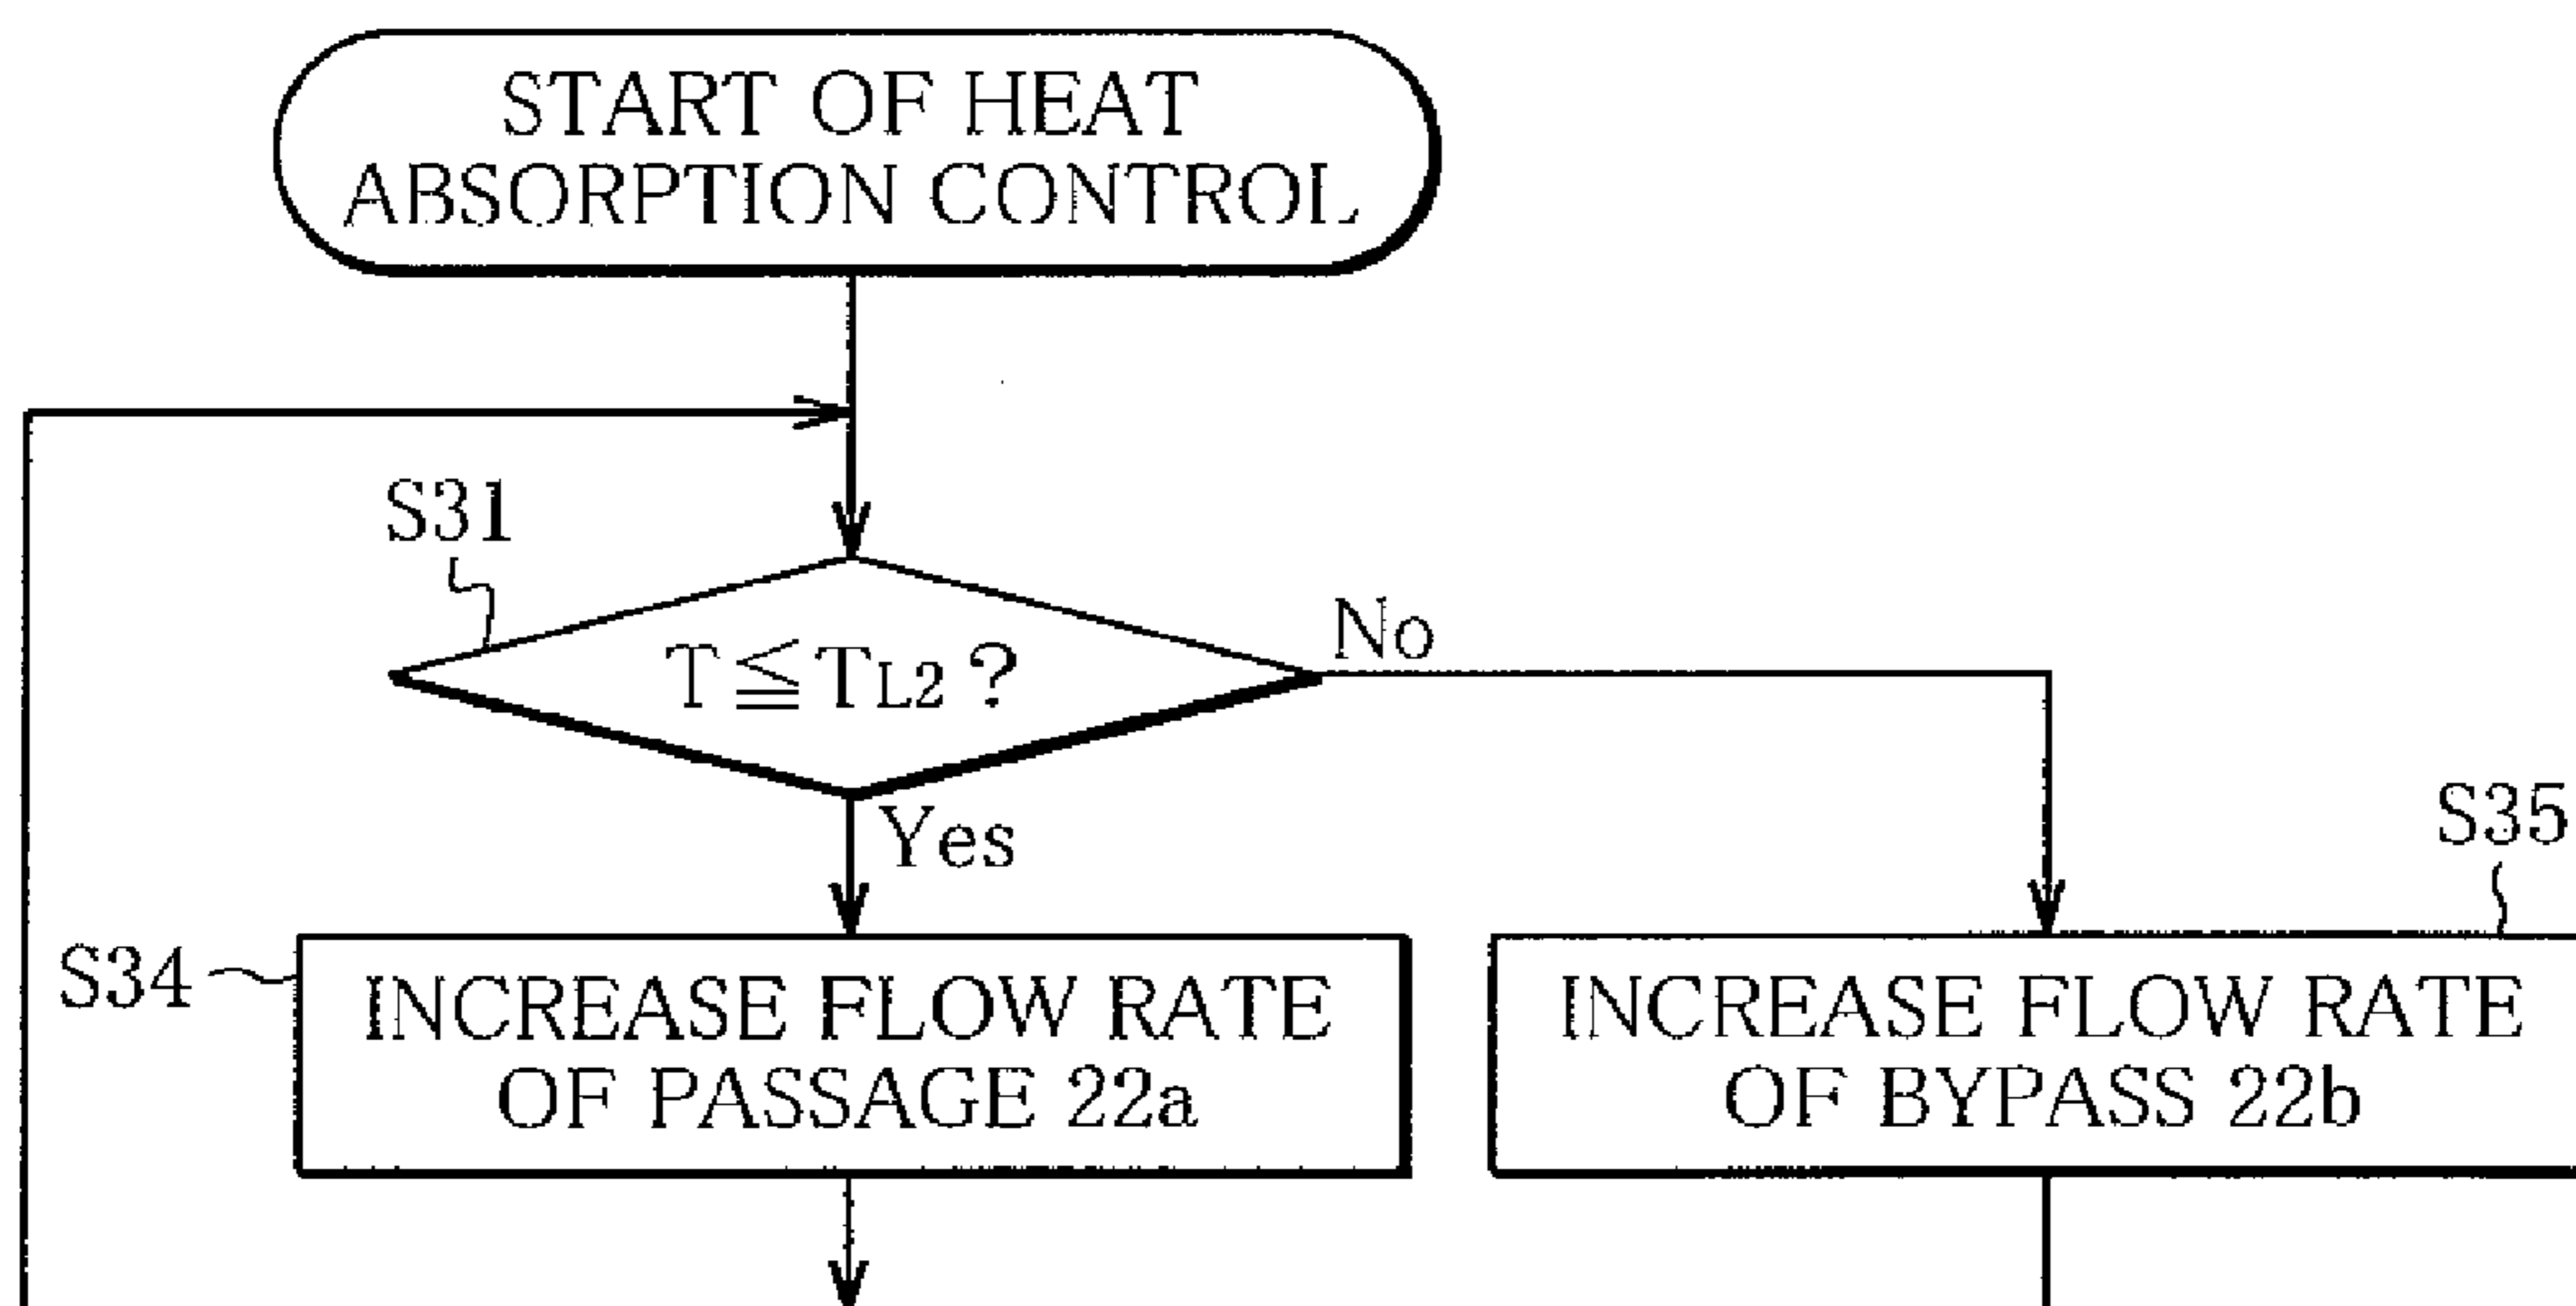 START OF HEAT
ABSORPTION CONTROL
S31
T≦TL2?
No
Yes
S35
S34
INCREASE FLOW RATE
OF PASSAGE 22a
INCREASE FLOW RATE
OF BYPASS 22b